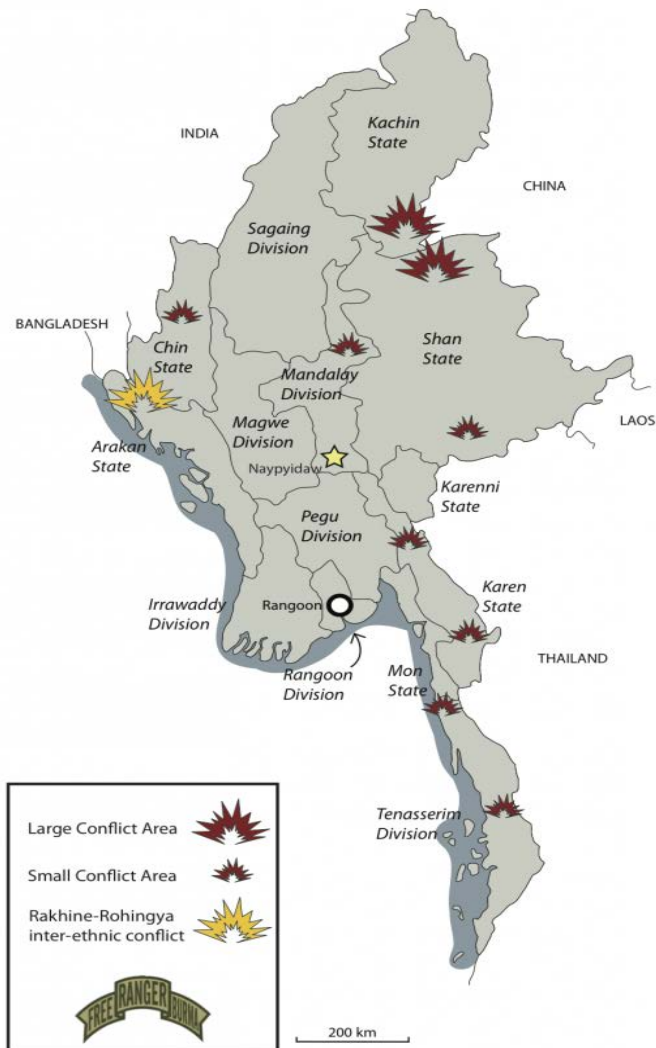 Kachin
State
INDIA
CHINA
Sagaing
Division
BANGLADESH
Chin
State
Shan
State
Mandalay
Division
Arakan
State
Magwe
Division
Naypyidaw
LAOS
Karenni
State
Pegu
Division
Irrawaddy
Division
Rangoon
Karen
State
Rangoon
Division
Mon
State
THAILAND
Tenasserim
Division
Large Conflict Area
Small Conflict Area
Rakhine-Rohingya
inter-ethnic conflict
FREE RANGER BURMA
200 km